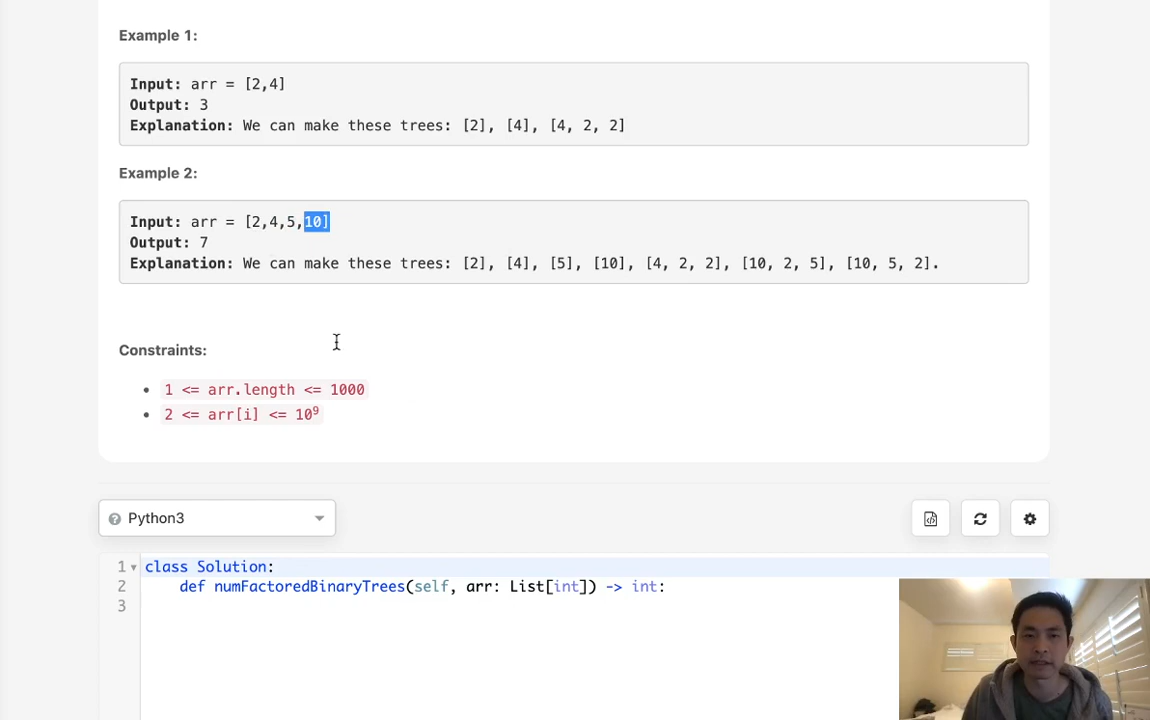 Example 1:
Input: arr = [2,4]
Output: 3
Explanation: We can make these trees: [2], [4], [4, 2, 2]
Example 2:
Input: arr = [2,4,5,10]
Output: 7
Explanation: We can make these trees: [2], [4], [5], [10], [4, 2, 2], [10, 2, 5], [10, 5, 2].
Constraints:
• 1 <= arr.length <= 1000
• 2 <= arr[i] <= 10⁹
Python3
1 class Solution:
2 def numFactoredBinaryTrees(self, arr: List[int]) -> int:
3